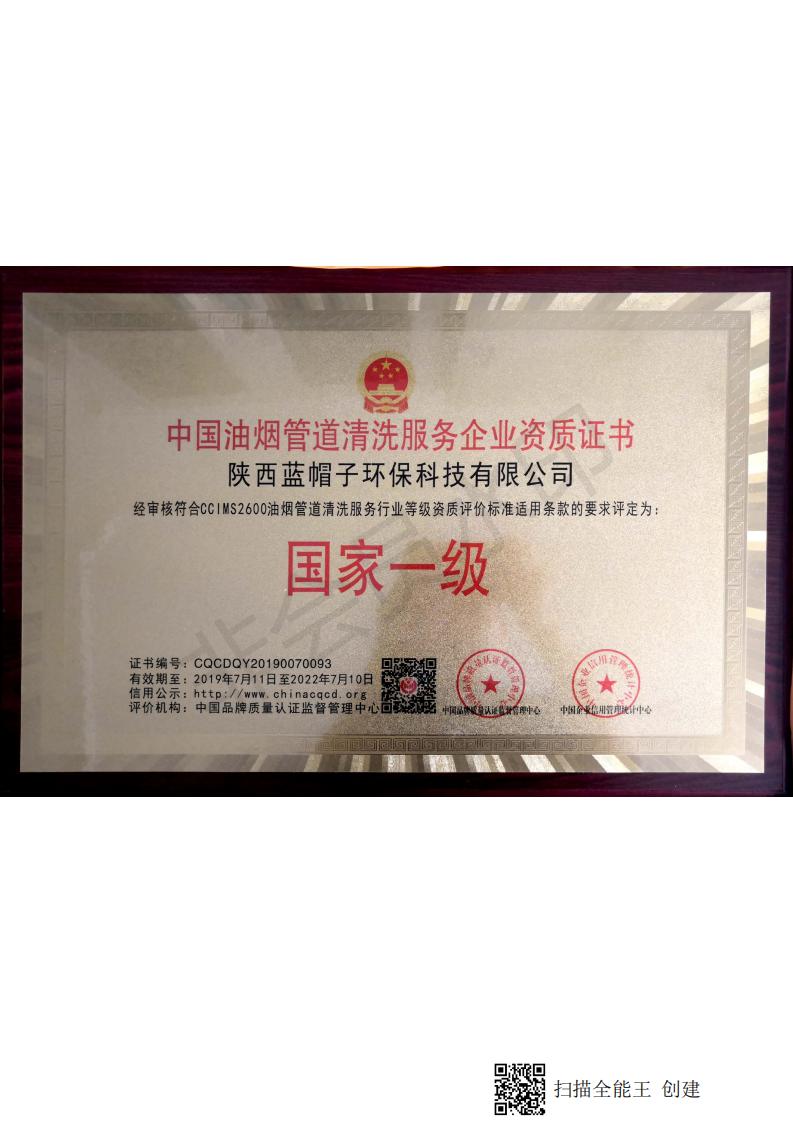 中国油烟管道清洗服务企业资质证书
陕西蓝帽子环保科技有限公司
经审核符合CCIMS2600油烟管道清洗服务行业等级资质评价标准适用条款的要求评定为：
国家一级
证书编号：CQCDQY20190070093
有效期至：2019年7月11日至2022年7月10日
信用公示：http://www.chinacqcd.org
评价机构：中国品牌质量认证监督管理中心
中国品牌质量认证监督管理中心
中国企业信用管理统计中心
扫描全能王 创建